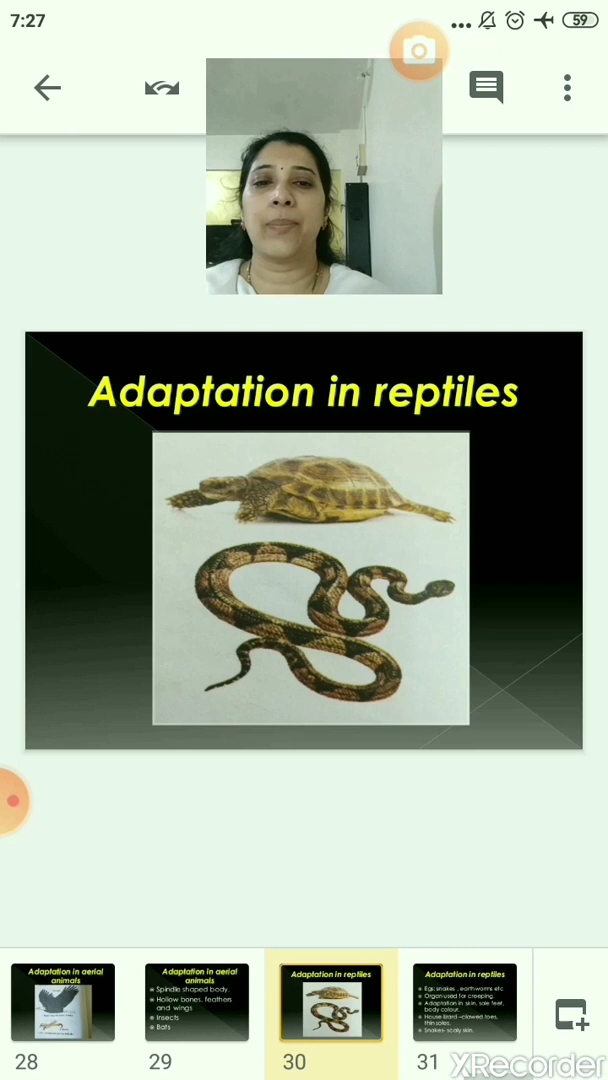 7:27
59
Adaptation in reptiles
Adaptation in aerial
animals
28
Adaptation in aerial
animals
Spindle shaped body.
Hollow bones, feathers
and wings
Insects
Bats
29
Adaptation in reptiles
30
Adaptation in reptiles
Egs: snakes , earthworms etc
Organ used for creeping.
Adaptation in skin, sole feet,
body colour.
House lizard -clawed toes,
thin soles.
Snakes- scaly skin.
31
XRecorder